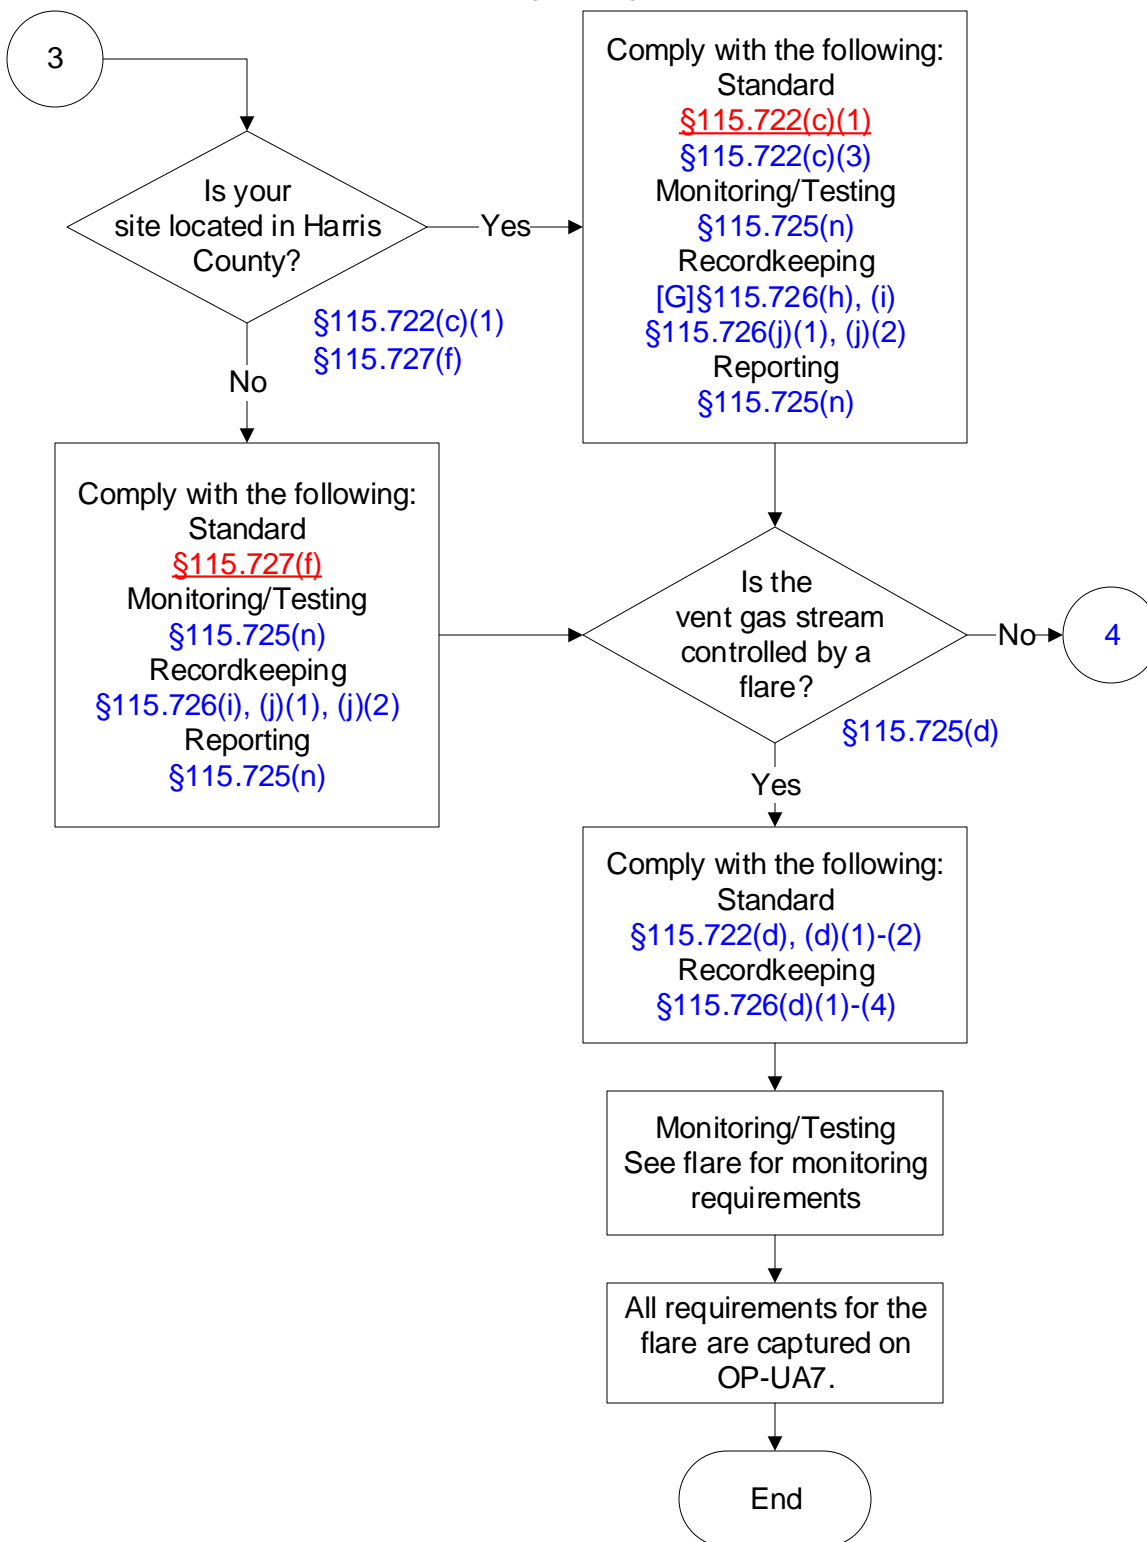 3
Is your
site located in Harris
County?
Yes
§115.722(c)(1)
§115.727(f)
No
Comply with the following:
Standard
§115.722(c)(1)
§115.722(c)(3)
Monitoring/Testing
§115.725(n)
Recordkeeping
[G]§115.726(h), (i)
§115.726(j)(1), (j)(2)
Reporting
§115.725(n)
Comply with the following:
Standard
§115.727(f)
Monitoring/Testing
§115.725(n)
Recordkeeping
§115.726(i), (j)(1), (j)(2)
Reporting
§115.725(n)
Is the
vent gas stream
controlled by a
flare?
No
4
§115.725(d)
Yes
Comply with the following:
Standard
§115.722(d), (d)(1)-(2)
Recordkeeping
§115.726(d)(1)-(4)
Monitoring/Testing
See flare for monitoring
requirements
All requirements for the
flare are captured on
OP-UA7.
End